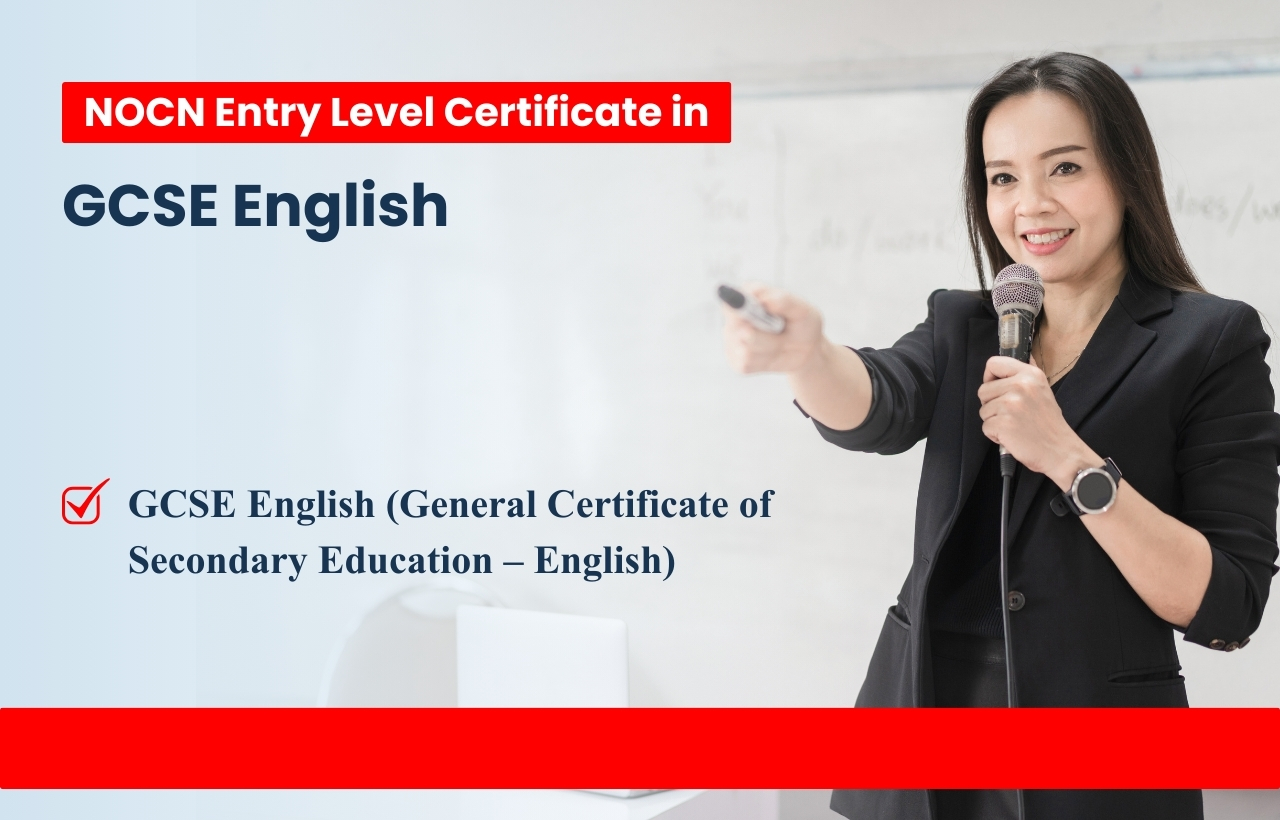 NOCN Entry Level Certificate in
GCSE English
GCSE English (General Certificate of
Secondary Education – English)